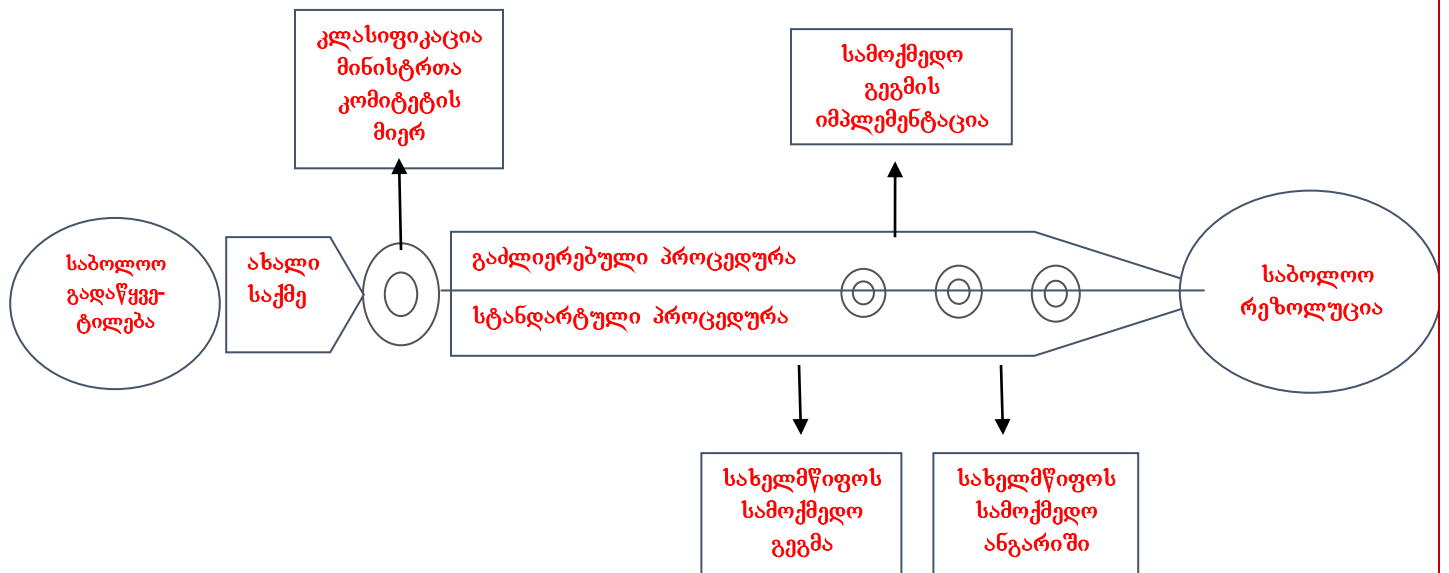 კლასიფიკაცია
მინისტრთა
კომიტეტის
მიერ
სამოქმედო
გეგმის
იმპლემენტაცია
საბოლოო
გადაწყვე-
ტილება
ახალი
საქმე
გაძლიერებული პროცედურა
სტანდარტული პროცედურა
საბოლოო
რეზოლუცია
სახელმწიფოს
სამოქმედო
გეგმა
სახელმწიფოს
სამოქმედო
ანგარიში